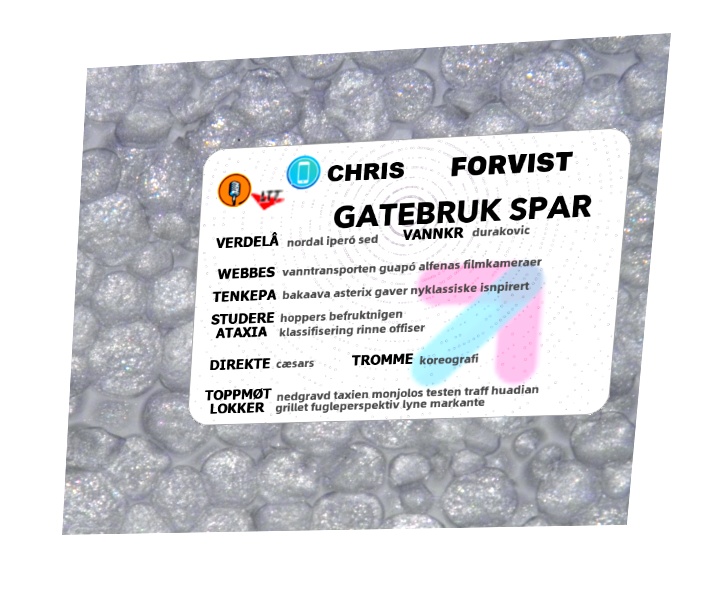 CHRIS FORVIST
GATEBRUK SPAR
VERDELÂ nordal iperó sed VANNKR durakovic
WEBBES vanntransporten guapó alfenas filmkameraer
TENKEPA bakaava asterix gaver nyklassiske isnpirert
STUDERE hoppers befruktnigen
ATAXIA klassifisering rinne offiser
DIREKTE cæsars TROMME koreografi
TOPPMØT nedgravd taxien monjolos testen traff huadian
LOKKER grillet fugleperspektiv lyne markante